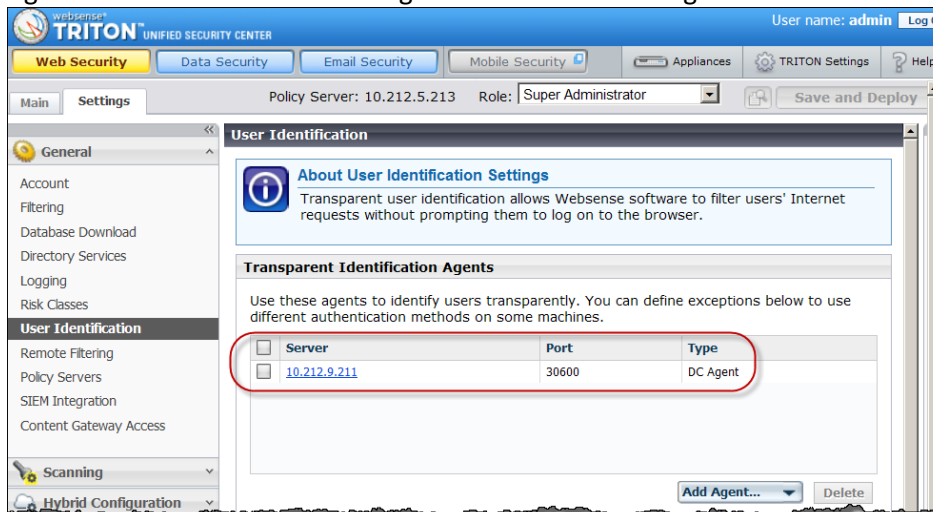 websense*
TRITON™ UNIFIED SECURITY CENTER
User name: admin Log
Web Security Data Security Email Security Mobile Security Appliances TRITON Settings Help
Main Settings Policy Server: 10.212.5.213 Role: Super Administrator Save and Deploy
General
Account
Filtering
Database Download
Directory Services
Logging
Risk Classes
User Identification
Remote Filtering
Policy Servers
SIEM Integration
Content Gateway Access
Scanning
Hybrid Configuration
User Identification
About User Identification Settings
Transparent user identification allows Websense software to filter users' Internet
requests without prompting them to log on to the browser.
Transparent Identification Agents
Use these agents to identify users transparently. You can define exceptions below to use
different authentication methods on some machines.
Server Port Type
10.212.9.211 30600 DC Agent
Add Agent... Delete